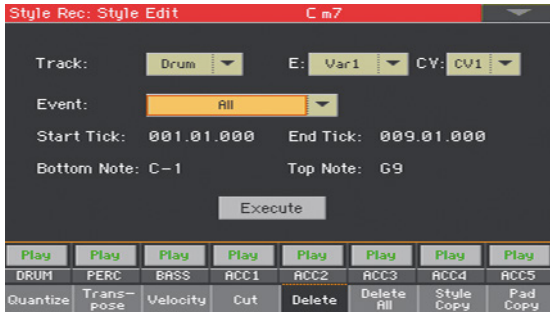 Style Rec: Style Edit C m7
Track: Drum E: Var1 CV: CV1
Event: All
Start Tick: 001.01.000 End Tick: 009.01.000
Bottom Note: C-1 Top Note: G9
Execute
Play Play Play Play Play Play Play Play
DRUM PERC BASS ACC1 ACC2 ACC3 ACC4 ACC5
Quantize Trans- Velocity Cut Delete Delete Style Pad
pose All Copy Copy